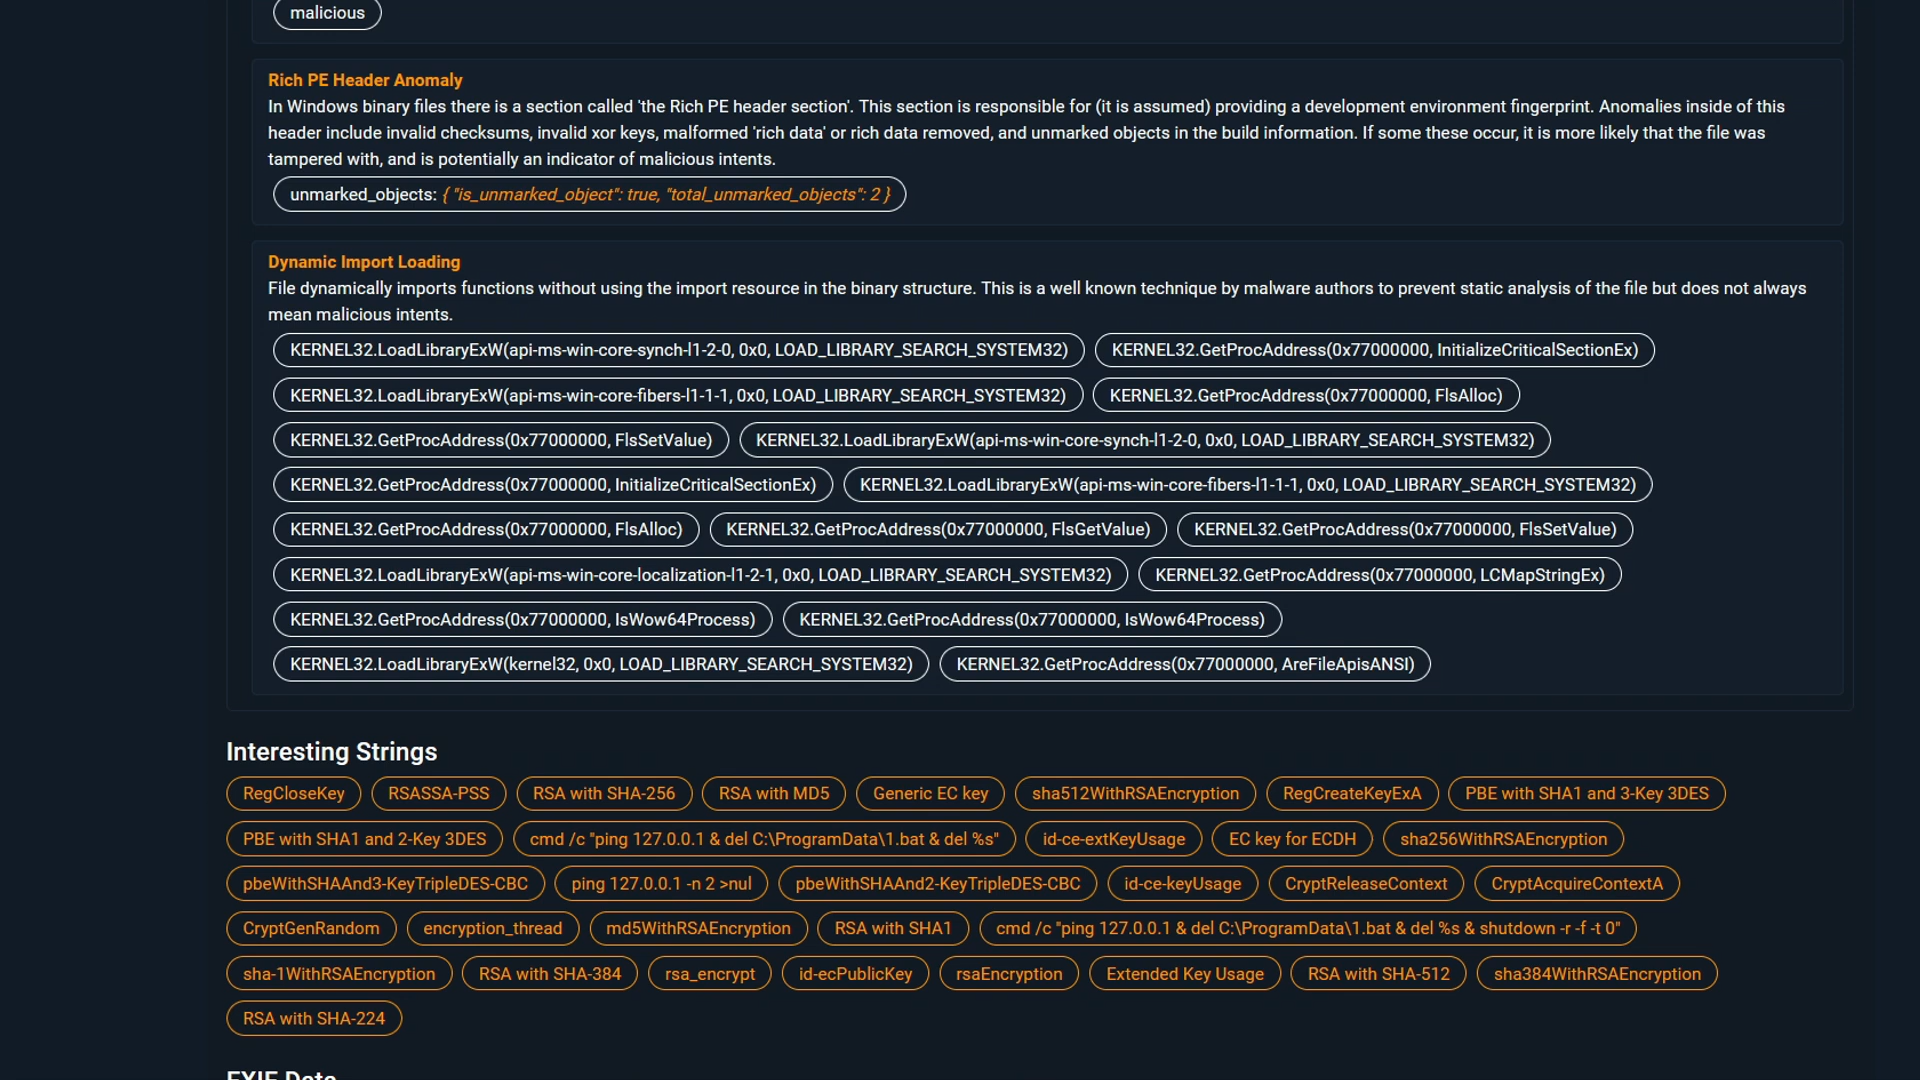 malicious
Rich PE Header Anomaly
In Windows binary files there is a section called 'the Rich PE header section'. This section is responsible for (it is assumed) providing a development environment fingerprint. Anomalies inside of this
header include invalid checksums, invalid xor keys, malformed 'rich data' or rich data removed, and unmarked objects in the build information. If some these occur, it is more likely that the file was
tampered with, and is potentially an indicator of malicious intents.
unmarked_objects: { "is_unmarked_object": true, "total_unmarked_objects": 2 }
Dynamic Import Loading
File dynamically imports functions without using the import resource in the binary structure. This is a well known technique by malware authors to prevent static analysis of the file but does not always
mean malicious intents.
KERNEL32.LoadLibraryExW(api-ms-win-core-synch-l1-2-0, 0x0, LOAD_LIBRARY_SEARCH_SYSTEM32) KERNEL32.GetProcAddress(0x77000000, InitializeCriticalSectionEx)
KERNEL32.LoadLibraryExW(api-ms-win-core-fibers-l1-1-1, 0x0, LOAD_LIBRARY_SEARCH_SYSTEM32) KERNEL32.GetProcAddress(0x77000000, FlsAlloc)
KERNEL32.GetProcAddress(0x77000000, FlsSetValue) KERNEL32.LoadLibraryExW(api-ms-win-core-synch-l1-2-0, 0x0, LOAD_LIBRARY_SEARCH_SYSTEM32)
KERNEL32.GetProcAddress(0x77000000, InitializeCriticalSectionEx) KERNEL32.LoadLibraryExW(api-ms-win-core-fibers-l1-1-1, 0x0, LOAD_LIBRARY_SEARCH_SYSTEM32)
KERNEL32.GetProcAddress(0x77000000, FlsAlloc) KERNEL32.GetProcAddress(0x77000000, FlsGetValue) KERNEL32.GetProcAddress(0x77000000, FlsSetValue)
KERNEL32.LoadLibraryExW(api-ms-win-core-localization-l1-2-1, 0x0, LOAD_LIBRARY_SEARCH_SYSTEM32) KERNEL32.GetProcAddress(0x77000000, LCMapStringEx)
KERNEL32.GetProcAddress(0x77000000, IsWow64Process) KERNEL32.GetProcAddress(0x77000000, IsWow64Process)
KERNEL32.LoadLibraryExW(kernel32, 0x0, LOAD_LIBRARY_SEARCH_SYSTEM32) KERNEL32.GetProcAddress(0x77000000, AreFileApisANSI)
Interesting Strings
RegCloseKey RSASSA-PSS RSA with SHA-256 RSA with MD5 Generic EC key sha512WithRSAEncryption RegCreateKeyExA PBE with SHA1 and 3-Key 3DES
PBE with SHA1 and 2-Key 3DES cmd /c "ping 127.0.0.1 & del C:\ProgramData\1.bat & del %s" id-ce-extKeyUsage EC key for ECDH sha256WithRSAEncryption
pbeWithSHAAnd3-KeyTripleDES-CBC ping 127.0.0.1 -n 2 >nul pbeWithSHAAnd2-KeyTripleDES-CBC id-ce-keyUsage CryptReleaseContext CryptAcquireContextA
CryptGenRandom encryption_thread md5WithRSAEncryption RSA with SHA1 cmd /c "ping 127.0.0.1 & del C:\ProgramData\1.bat & del %s & shutdown -r -f -t 0"
sha-1WithRSAEncryption RSA with SHA-384 rsa_encrypt id-ecPublicKey rsaEncryption Extended Key Usage RSA with SHA-512 sha384WithRSAEncryption
RSA with SHA-224
EXIF Data